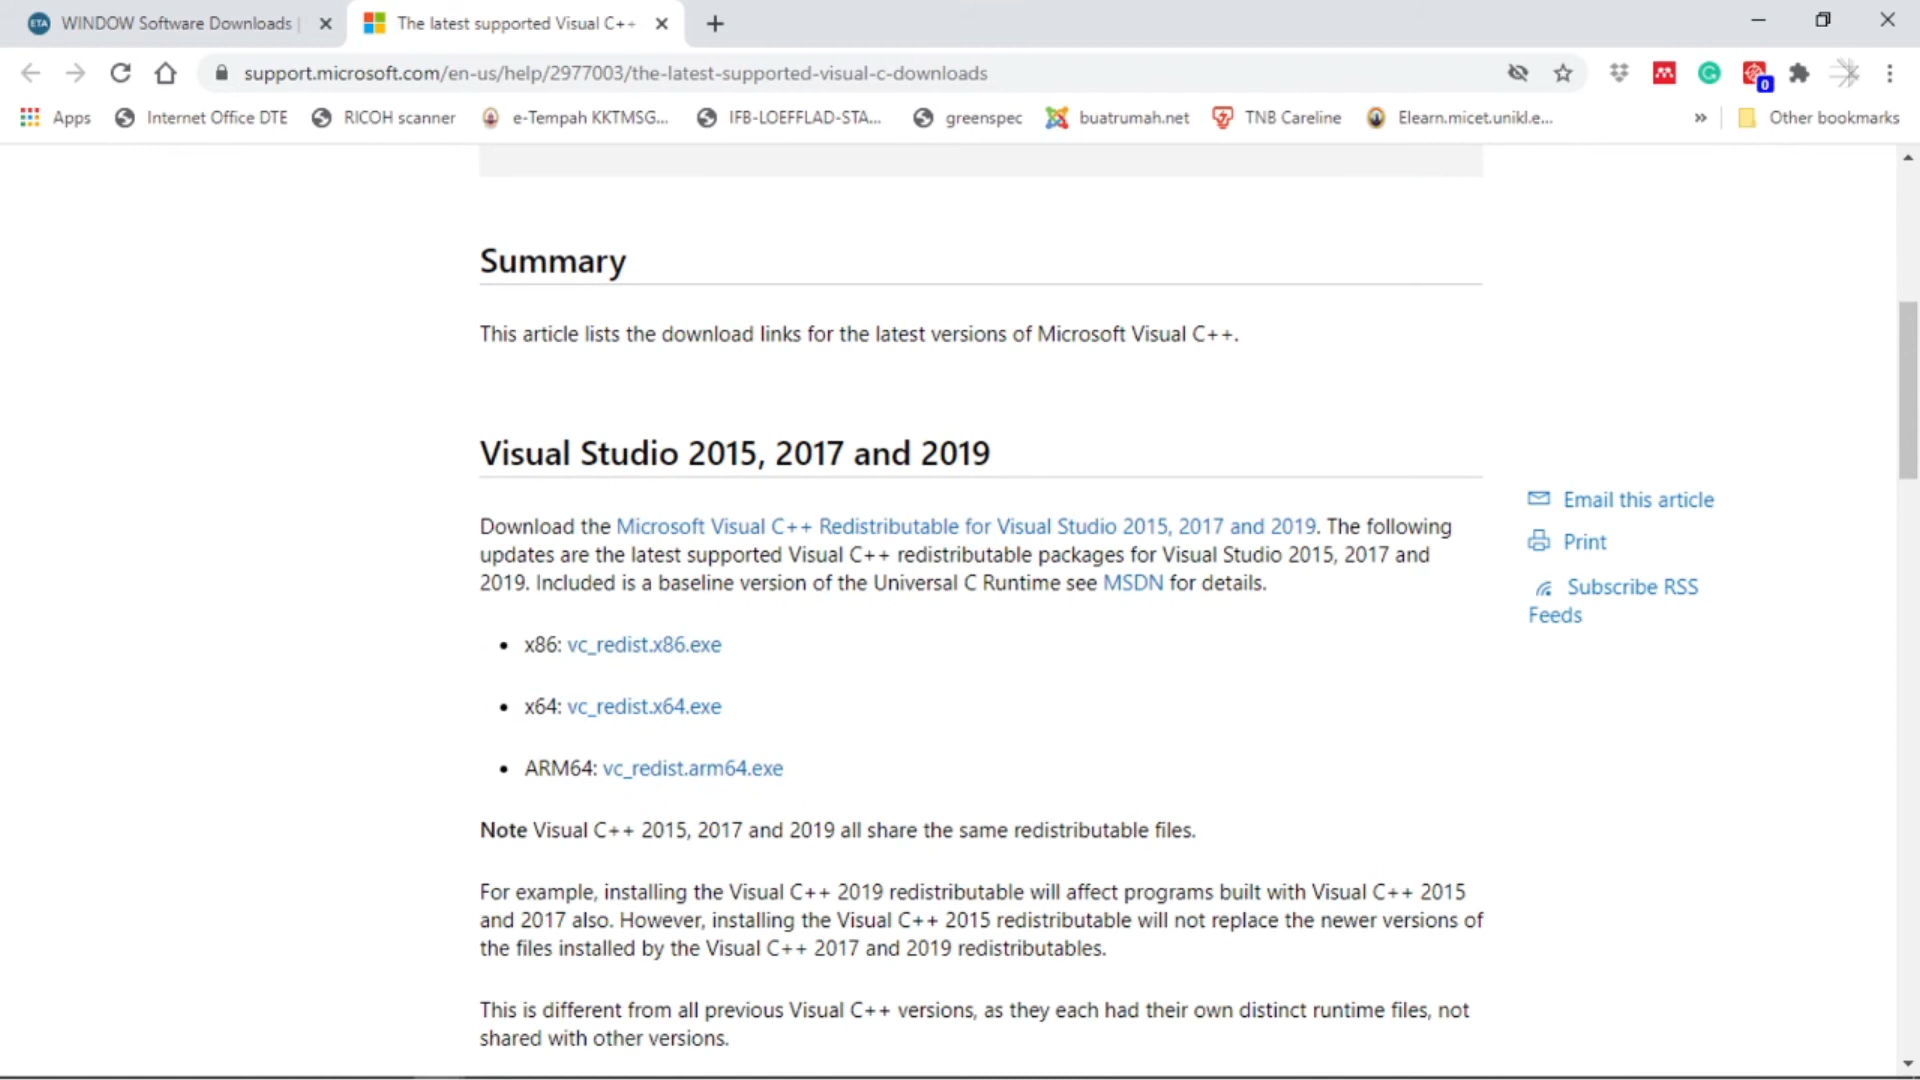 WINDOW Software Downloads |
The latest supported Visual C++
support.microsoft.com/en-us/help/2977003/the-latest-supported-visual-c-downloads
0
Apps
Internet Office DTE
RICOH scanner
e-Tempah KKTMSG...
IFB-LOEFFLAD-STA...
greenspec
buatrumah.net
TNB Careline
Elearn.micet.unikl.e...
»
Other bookmarks
Summary
This article lists the download links for the latest versions of Microsoft Visual C++.
Visual Studio 2015, 2017 and 2019
Download the Microsoft Visual C++ Redistributable for Visual Studio 2015, 2017 and 2019. The following
updates are the latest supported Visual C++ redistributable packages for Visual Studio 2015, 2017 and
2019. Included is a baseline version of the Universal C Runtime see MSDN for details.
• x86: vc_redist.x86.exe
• x64: vc_redist.x64.exe
• ARM64: vc_redist.arm64.exe
Note Visual C++ 2015, 2017 and 2019 all share the same redistributable files.
For example, installing the Visual C++ 2019 redistributable will affect programs built with Visual C++ 2015
and 2017 also. However, installing the Visual C++ 2015 redistributable will not replace the newer versions of
the files installed by the Visual C++ 2017 and 2019 redistributables.
This is different from all previous Visual C++ versions, as they each had their own distinct runtime files, not
shared with other versions.
Email this article
Print
Subscribe RSS
Feeds